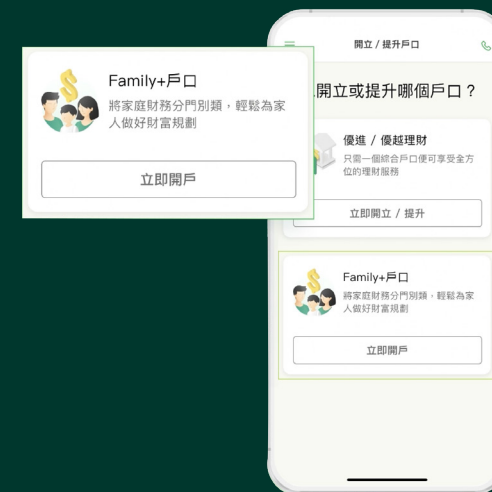 Family+戶口
將家庭財務分門別類，輕鬆為家
人做好財富規劃
立即開戶
開立 / 提升戶口
開立或提升哪個戶口？
優進 / 優越理財
只需一個綜合戶口便可享受全方
位的理財服務
立即開立 / 提升
Family+戶口
將家庭財務分門別類，輕鬆為家
人做好財富規劃
立即開戶